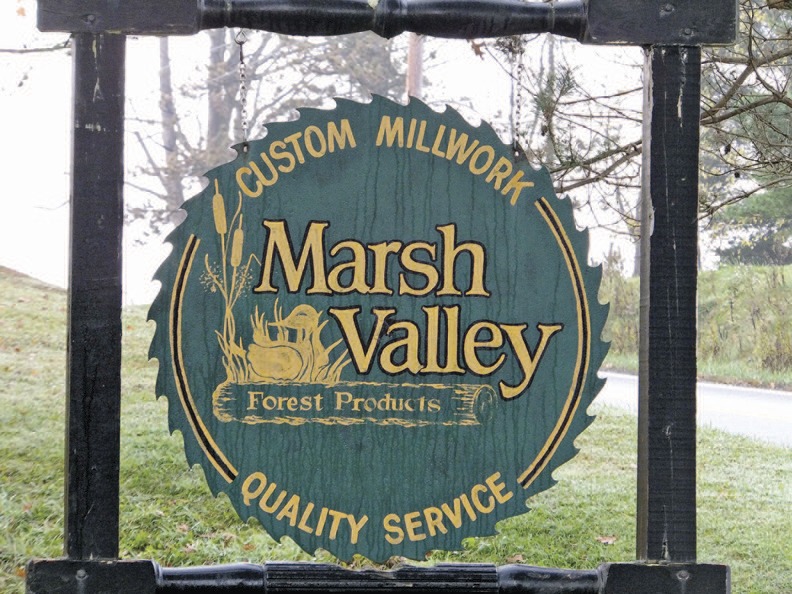 CUSTOM MILLWORK
Marsh
Valley
Forest Products
QUALITY SERVICE